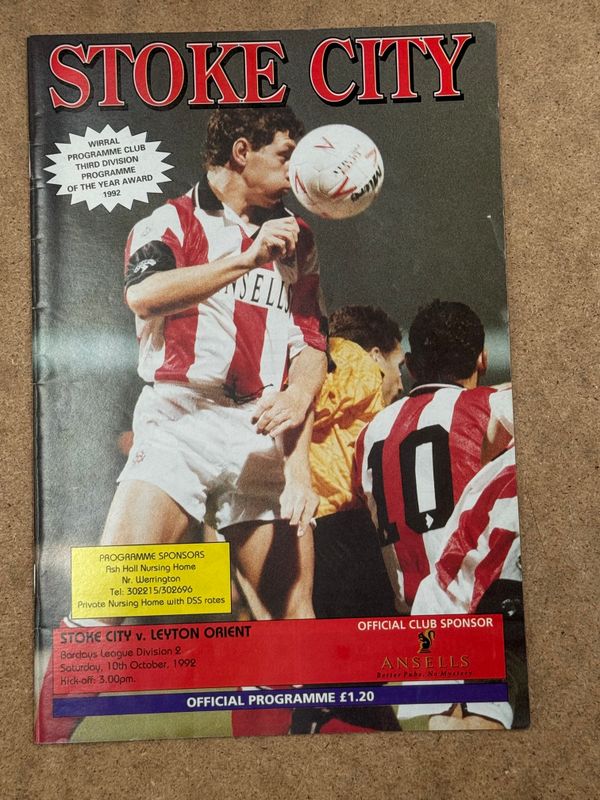 STOKE CITY
WIRRAL
PROGRAMME CLUB
THIRD DIVISION
PROGRAMME
OF THE YEAR AWARD
1992
ANSELLS
10
PROGRAMME SPONSORS
Ash Hall Nursing Home
Nr. Werrington
Tel: 302215/302696
Private Nursing Home with DSS rates
STOKE CITY v. LEYTON ORIENT
Barclays League Division 2
Saturday, 10th October, 1992
Kick-off: 3.00pm.
OFFICIAL CLUB SPONSOR
ANSELLS
Better Pubs. No Mystery.
OFFICIAL PROGRAMME £1.20